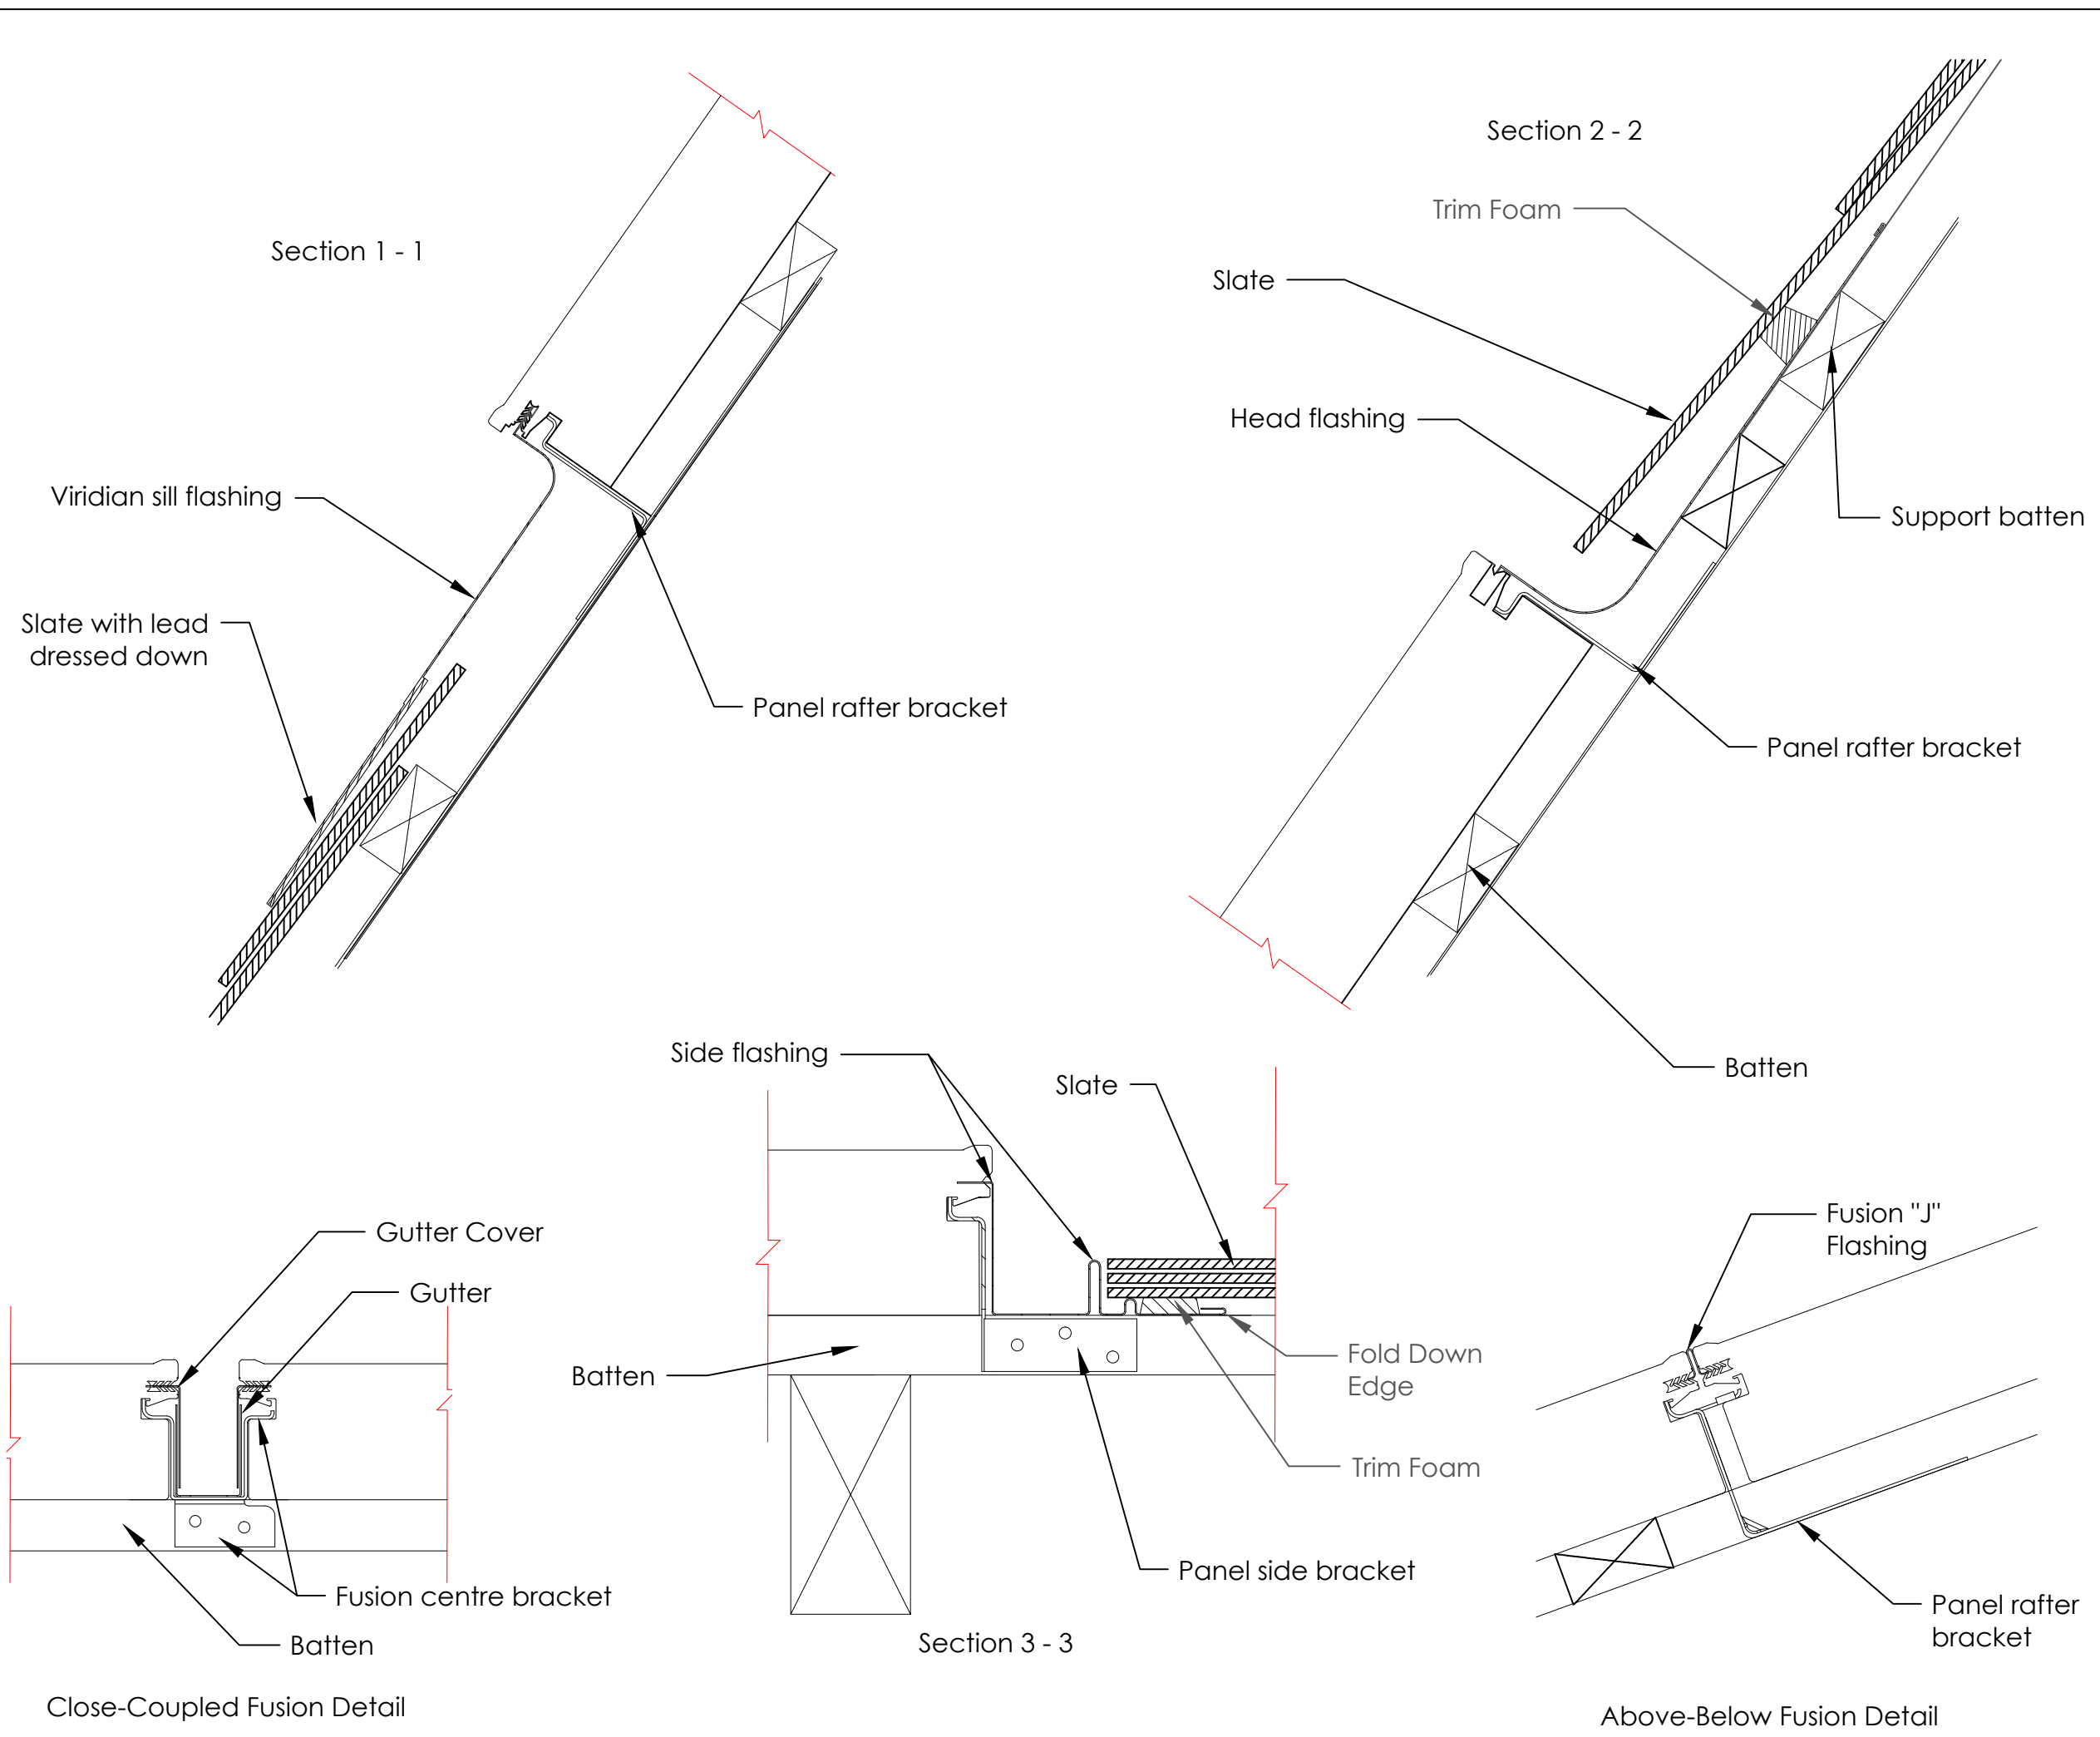 Section 1 - 1
Viridian sill flashing
Slate with lead
dressed down
Panel rafter bracket
Section 2 - 2
Trim Foam
Slate
Head flashing
Support batten
Panel rafter bracket
Batten
Side flashing
Slate
Batten
Fold Down
Edge
Trim Foam
Panel side bracket
Section 3 - 3
Gutter Cover
Gutter
Fusion centre bracket
Batten
Close-Coupled Fusion Detail
Fusion "J"
Flashing
Panel rafter
bracket
Above-Below Fusion Detail